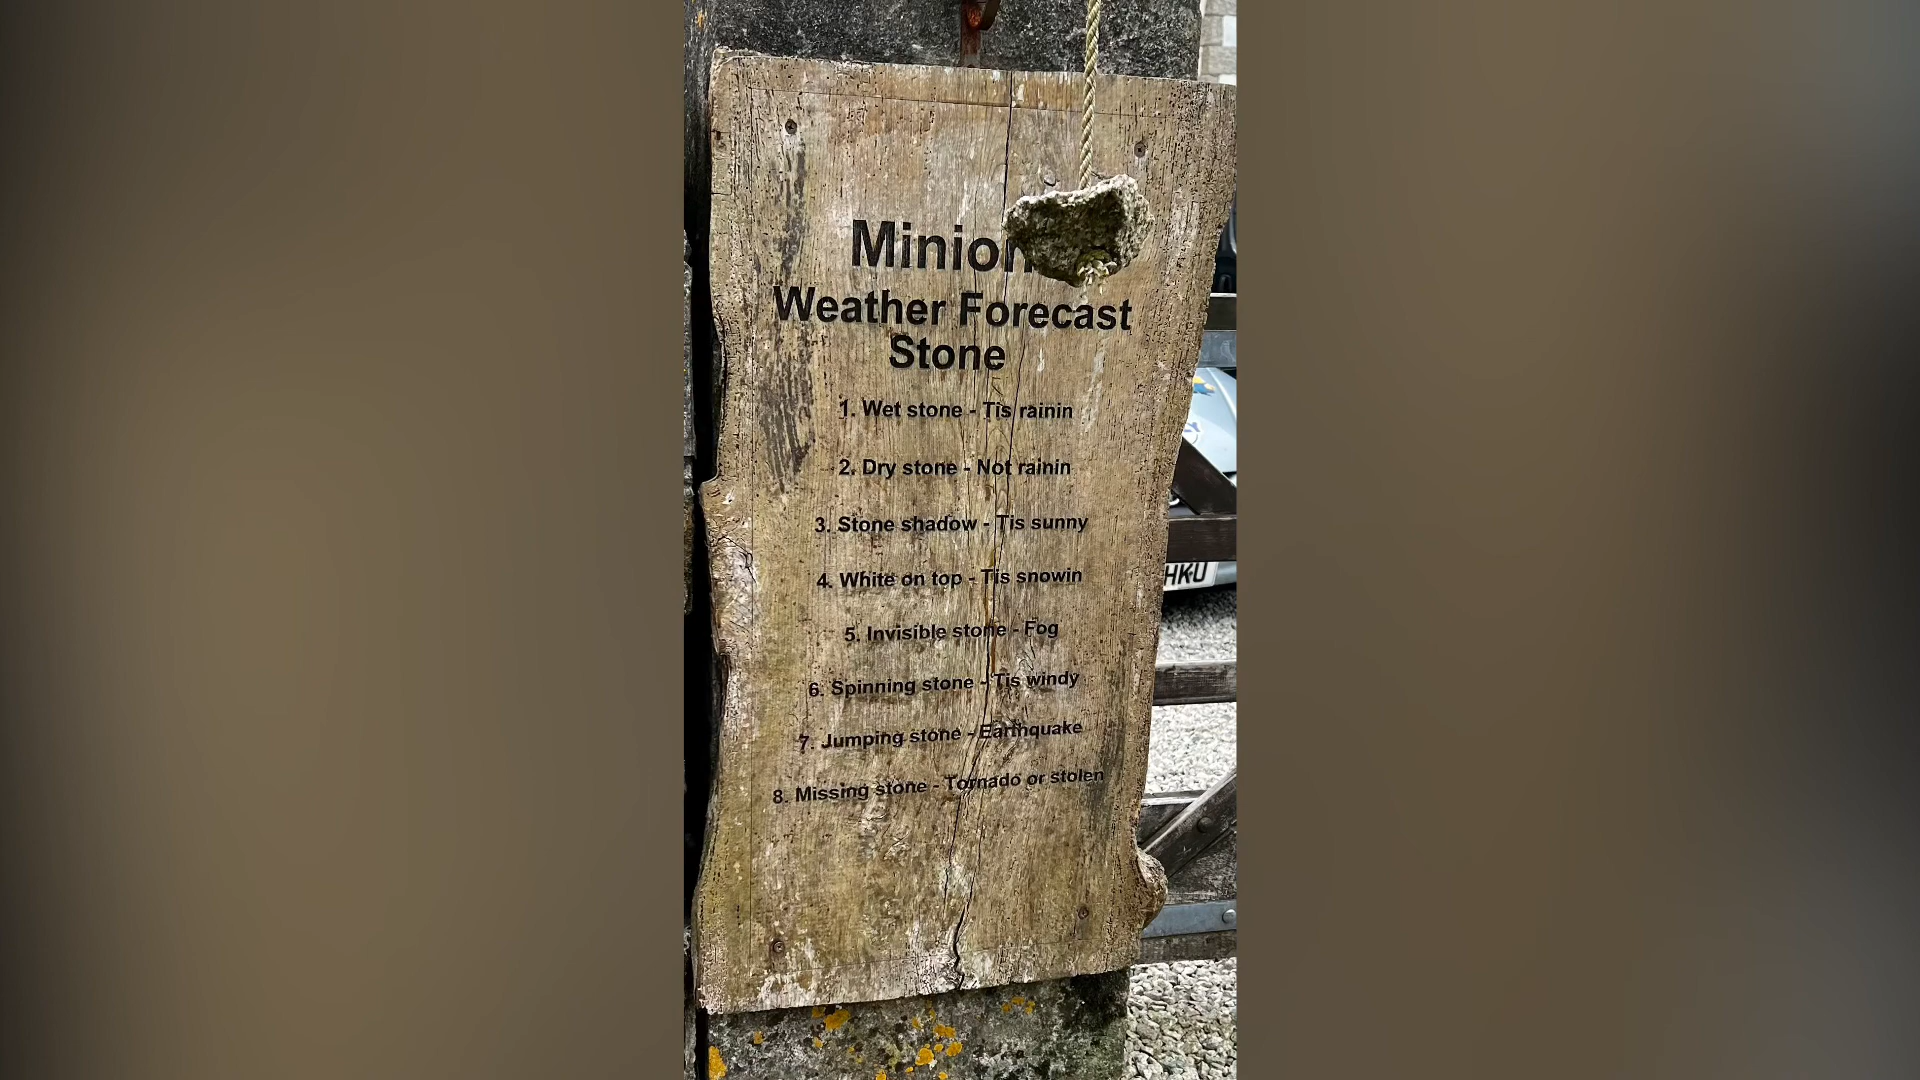 Minion
Weather Forecast
Stone
1. Wet stone - Tis rainin
2. Dry stone - Not rainin
3. Stone shadow - Tis sunny
4. White on top - Tis snowin
5. Invisible stone - Fog
6. Spinning stone - Tis windy
7. Jumping stone - Earthquake
8. Missing stone - Tornado or stolen
HKU